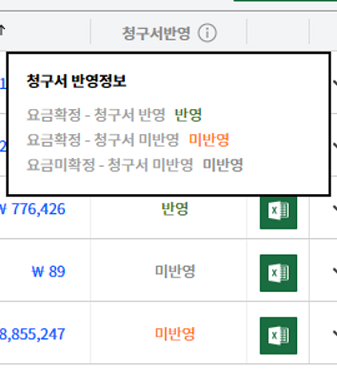 청구서반영
청구서 반영정보
요금확정 - 청구서 반영 반영
요금확정 - 청구서 미반영 미반영
요금미확정 - 청구서 미반영 미반영
₩ 776,426 반영
₩ 89 미반영
8,855,247 미반영